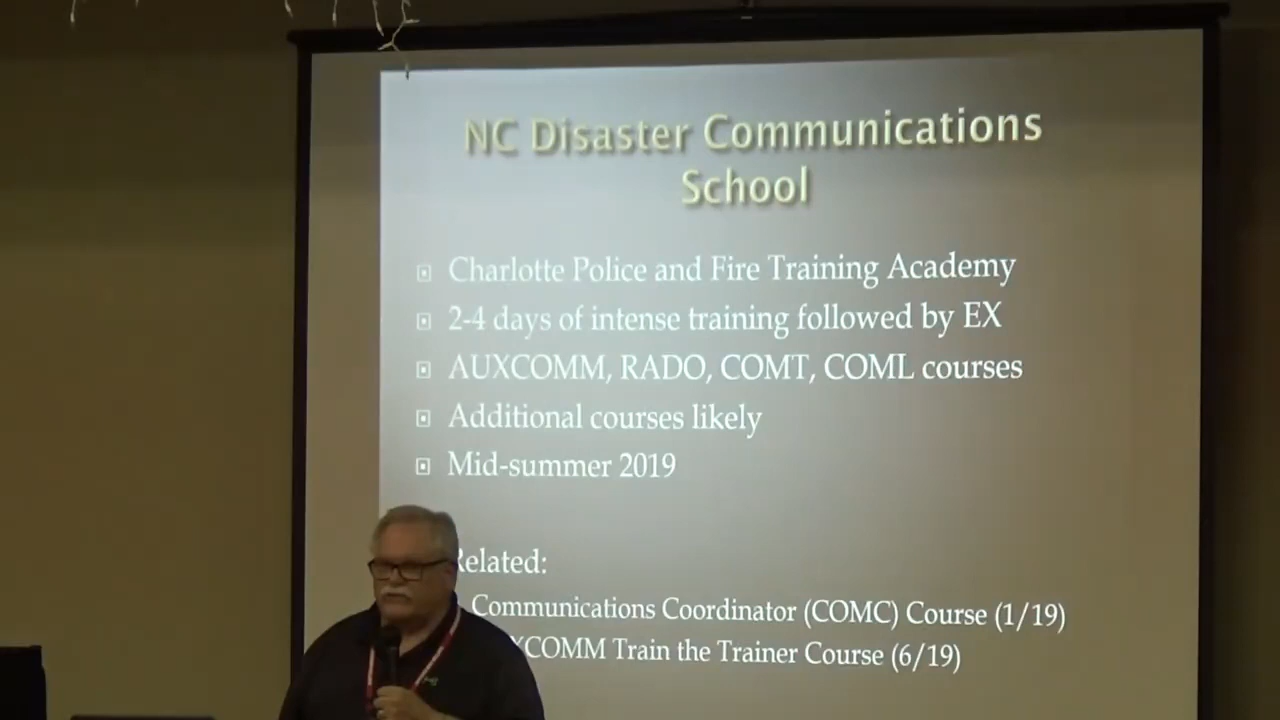 NC Disaster Communications
School
Charlotte Police and Fire Training Academy
2-4 days of intense training followed by EX
AUXCOMM, RADO, COMT, COML courses
Additional courses likely
Mid-summer 2019
Related:
Communications Coordinator (COMC) Course (1/19)
XCOMM Train the Trainer Course (6/19)